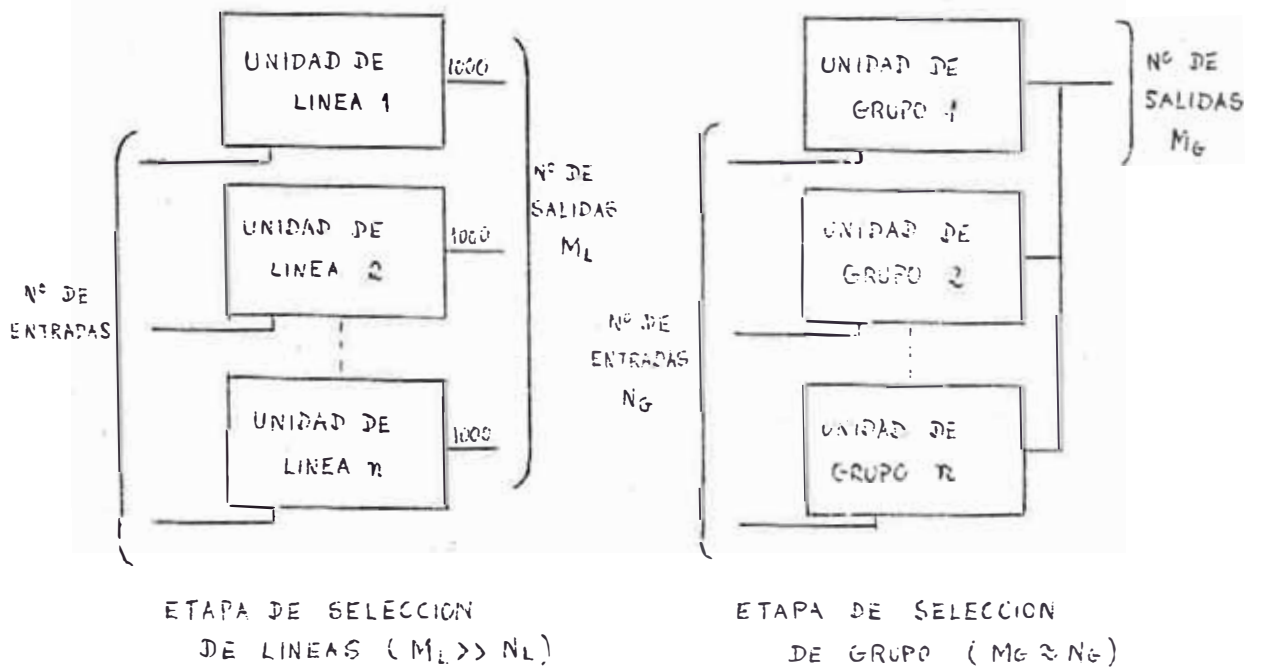 UNIDAD DE
LINEA 1
1000
UNIDAD DE
LINEA 2
1000
UNIDAD DE
LINEA n
1000
Nº DE
ENTRADAS
Nº DE
SALIDAS
ML
ETAPA DE SELECCION
DE LINEAS (ML >> NL)
UNIDAD DE
GRUPO 1
UNIDAD DE
GRUPO 2
UNIDAD DE
GRUPO n
Nº DE
ENTRADAS
NG
Nº DE
SALIDAS
MG
ETAPA DE SELECCION
DE GRUPO (MG ≈ NG)